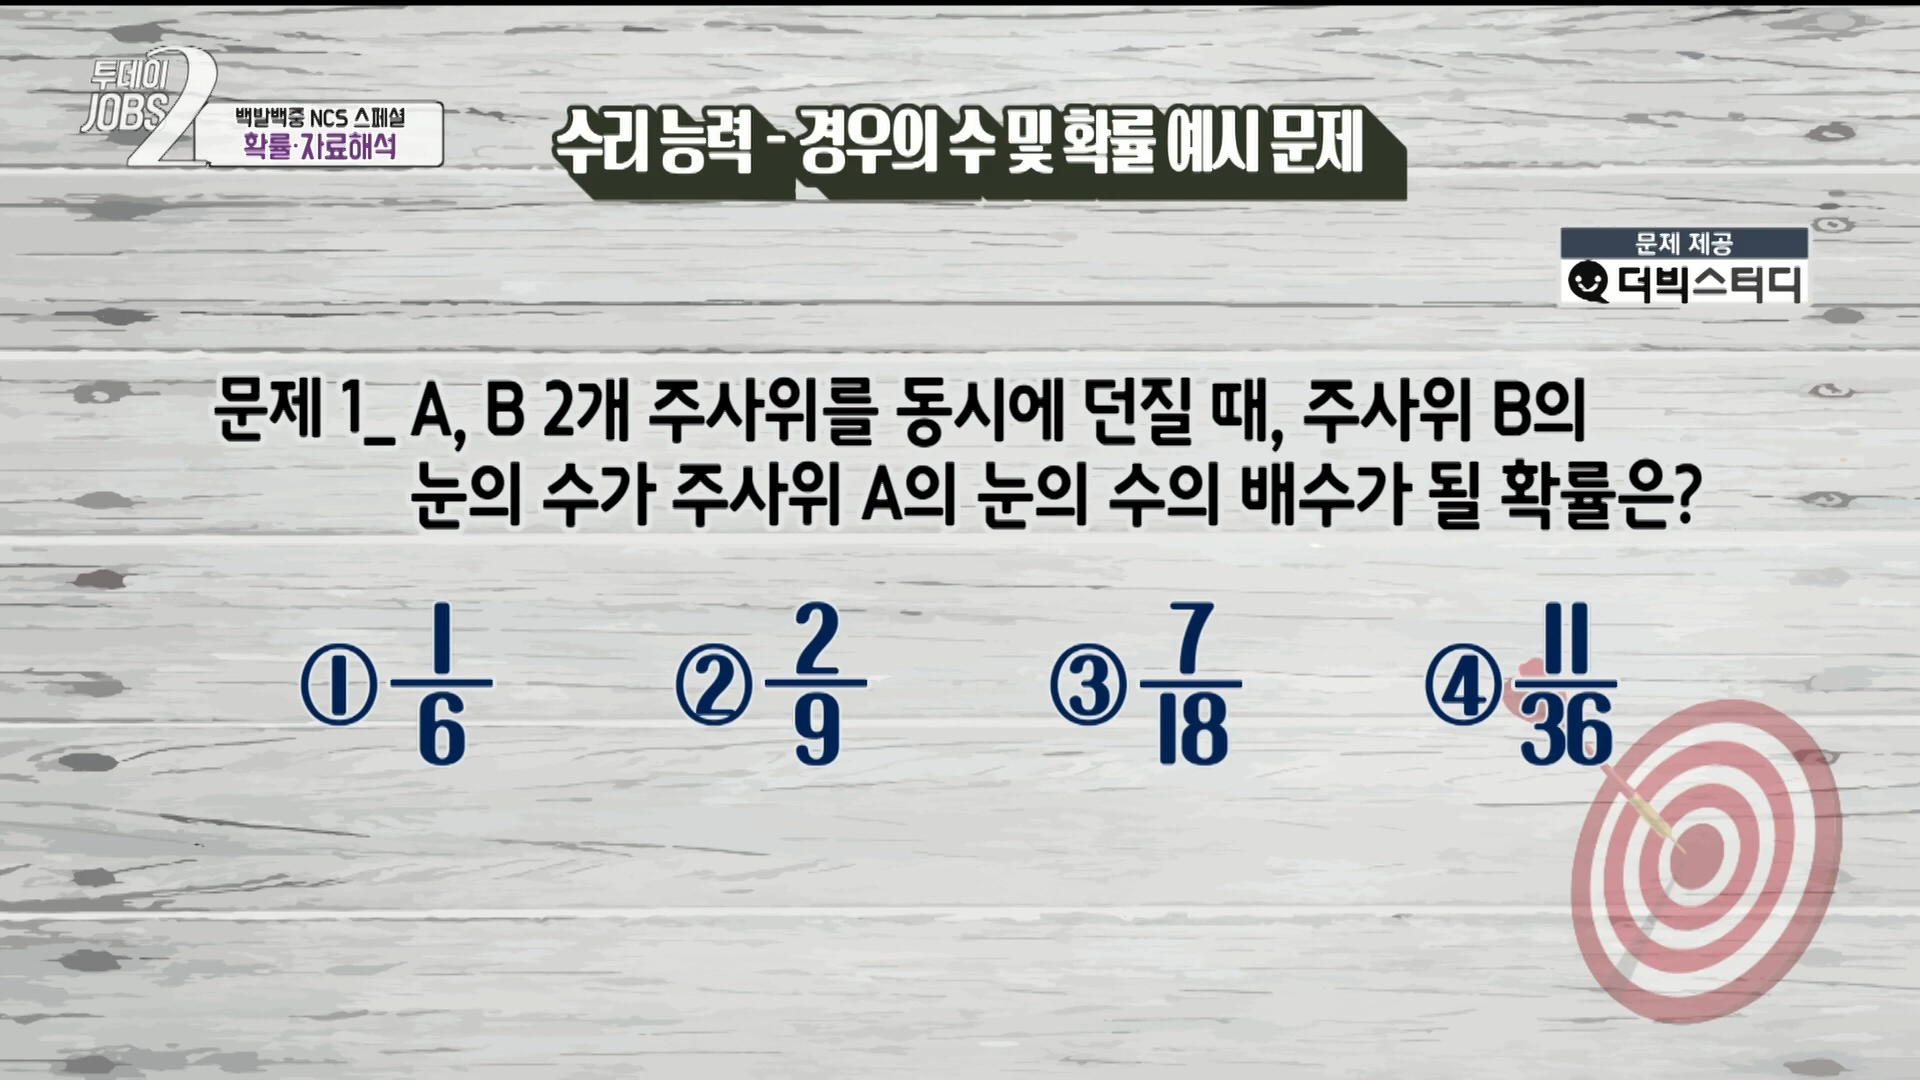 투데이
JOBS 2
백발백중 NCS 스페셜
확률·자료해석
수리 능력 - 경우의 수 및 확률 예시 문제
문제 제공
더빅스터디
문제 1_ A, B 2개 주사위를 동시에 던질 때, 주사위 B의
눈의 수가 주사위 A의 눈의 수의 배수가 될 확률은?
① 1/6 ② 2/9 ③ 7/18 ④ 11/36